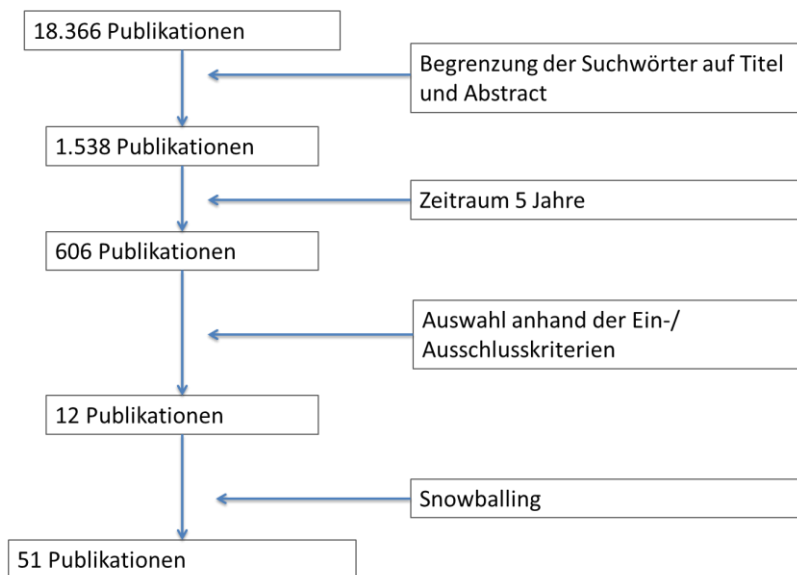 18.366 Publikationen
Begrenzung der Suchwörter auf Titel
und Abstract
1.538 Publikationen
Zeitraum 5 Jahre
606 Publikationen
Auswahl anhand der Ein-/
Ausschlusskriterien
12 Publikationen
Snowballing
51 Publikationen